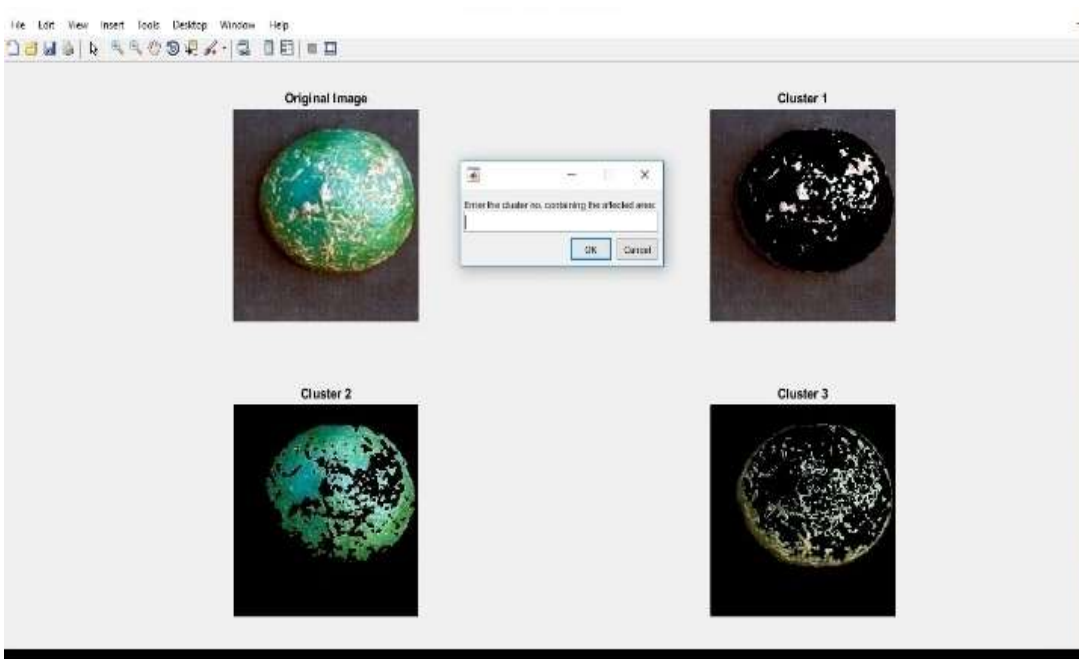 File Edit View Insert Tools Desktop Window Help
Original Image
Cluster 1
Enter the cluster no. containing the affected area:
OK Cancel
Cluster 2
Cluster 3